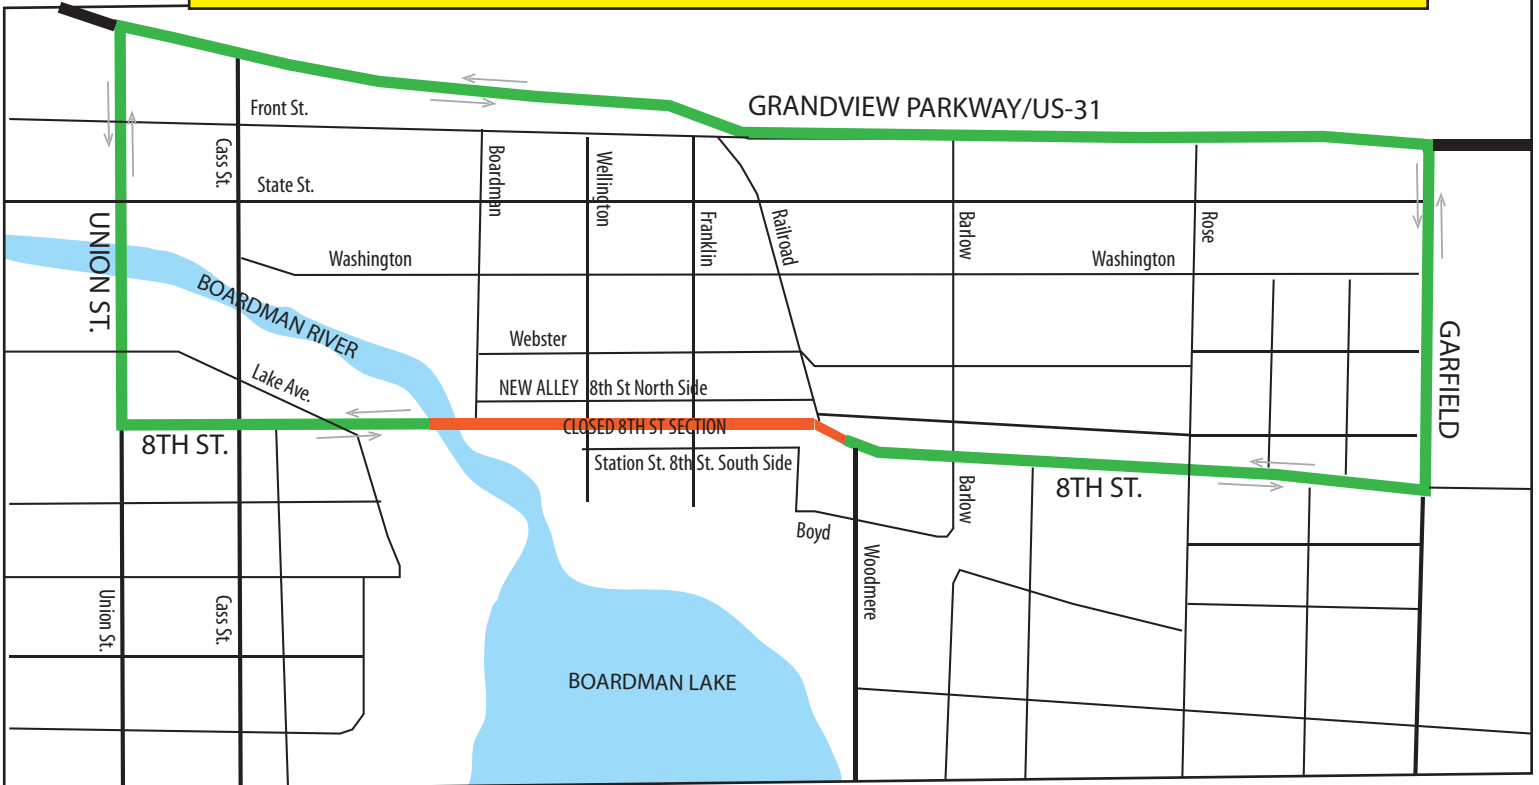 GRANDVIEW PARKWAY/US-31
Front St.
Cass St.
Boardman
Wellington
State St.
UNION ST.
Franklin
Railroad
Barlow
Rose
Washington
Washington
BOARDMAN RIVER
Webster
GARFIELD
Lake Ave.
NEW ALLEY 8th St North Side
CLOSED 8TH ST SECTION
8TH ST.
Station St. 8th St. South Side
Barlow
8TH ST.
Boyd
Woodmere
Union St.
Cass St.
BOARDMAN LAKE